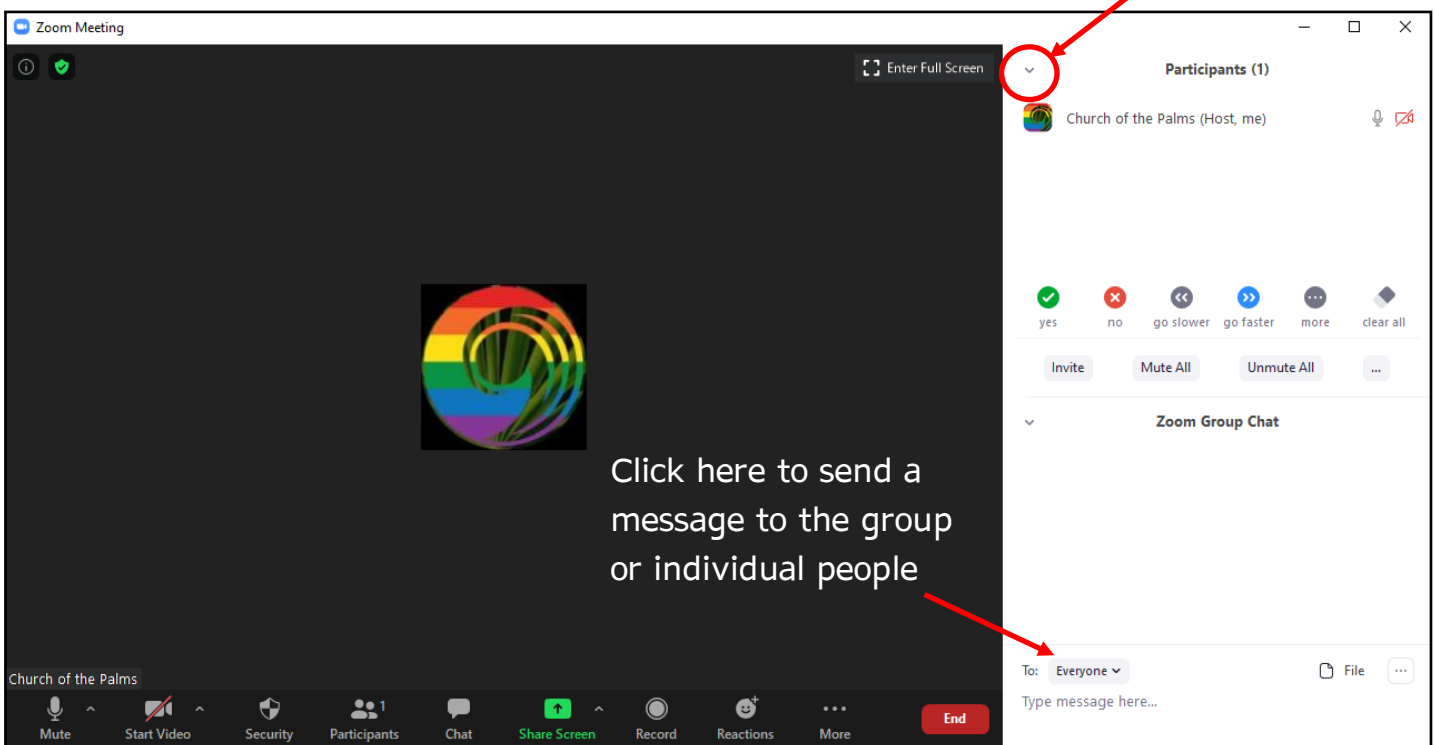 Zoom Meeting
Enter Full Screen
Participants (1)
Church of the Palms (Host, me)
yes no go slower go faster more clear all
Invite Mute All Unmute All ...
Zoom Group Chat
Click here to send a
message to the group
or individual people
To: Everyone File
Type message here...
Church of the Palms
1
Mute Start Video Security Participants Chat Share Screen Record Reactions More End